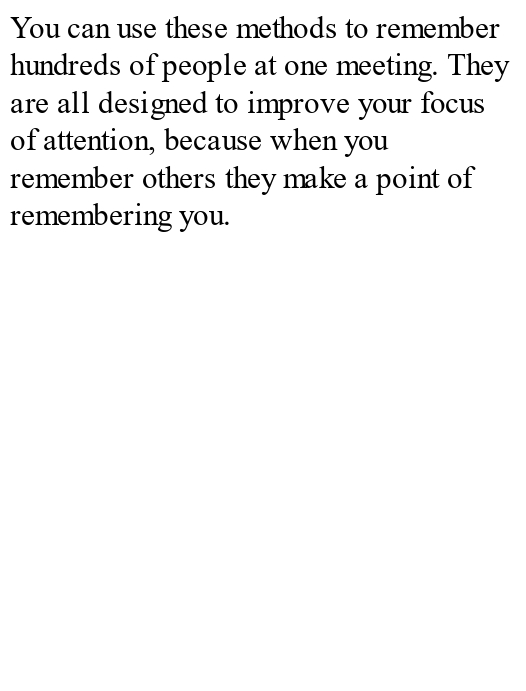 You can use these methods to remember
hundreds of people at one meeting. They
are all designed to improve your focus
of attention, because when you
remember others they make a point of
remembering you.